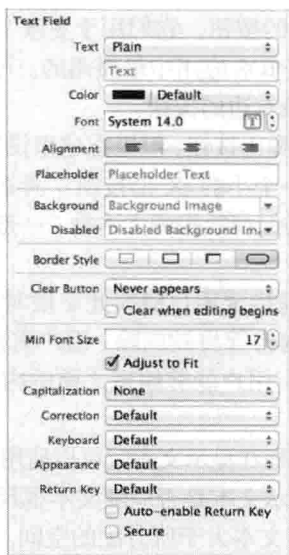 Text Field
Text Plain
Text
Color Default
Font System 14.0 T
Alignment
Placeholder Placeholder Text
Background Background Image
Disabled Disabled Background Im
Border Style
Clear Button Never appears
Clear when editing begins
Min Font Size 17
Adjust to Fit
Capitalization None
Correction Default
Keyboard Default
Appearance Default
Return Key Default
Auto-enable Return Key
Secure